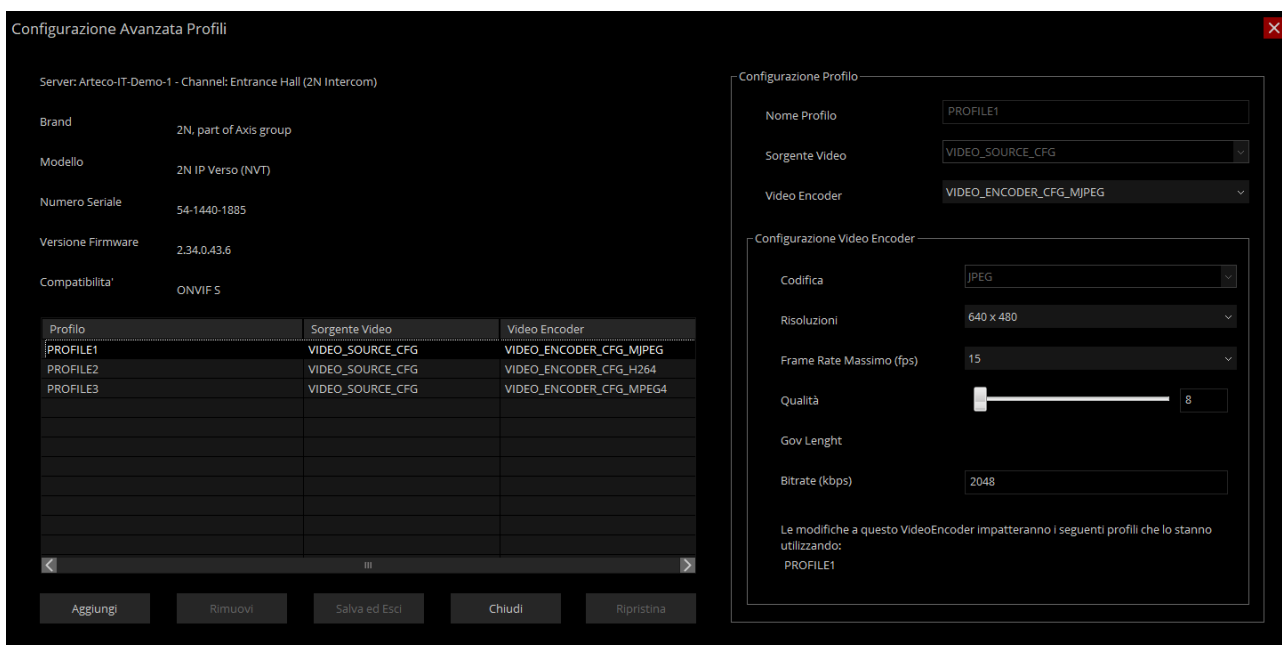 Configurazione Avanzata Profili
Server: Arteco-IT-Demo-1 - Channel: Entrance Hall (2N Intercom)
Brand
2N, part of Axis group
Modello
2N IP Verso (NVT)
Numero Seriale
54-1440-1885
Versione Firmware
2.34.0.43.6
Compatibilita'
ONVIF S
Profilo Sorgente Video Video Encoder
PROFILE1 VIDEO_SOURCE_CFG VIDEO_ENCODER_CFG_MJPEG
PROFILE2 VIDEO_SOURCE_CFG VIDEO_ENCODER_CFG_H264
PROFILE3 VIDEO_SOURCE_CFG VIDEO_ENCODER_CFG_MPEG4
Aggiungi Rimuovi Salva ed Esci Chiudi Ripristina
Configurazione Profilo
Nome Profilo PROFILE1
Sorgente Video VIDEO_SOURCE_CFG
Video Encoder VIDEO_ENCODER_CFG_MJPEG
Configurazione Video Encoder
Codifica JPEG
Risoluzioni 640 x 480
Frame Rate Massimo (fps) 15
Qualità 8
Gov Lenght
Bitrate (kbps) 2048
Le modifiche a questo VideoEncoder impatteranno i seguenti profili che lo stanno
utilizzando:
PROFILE1